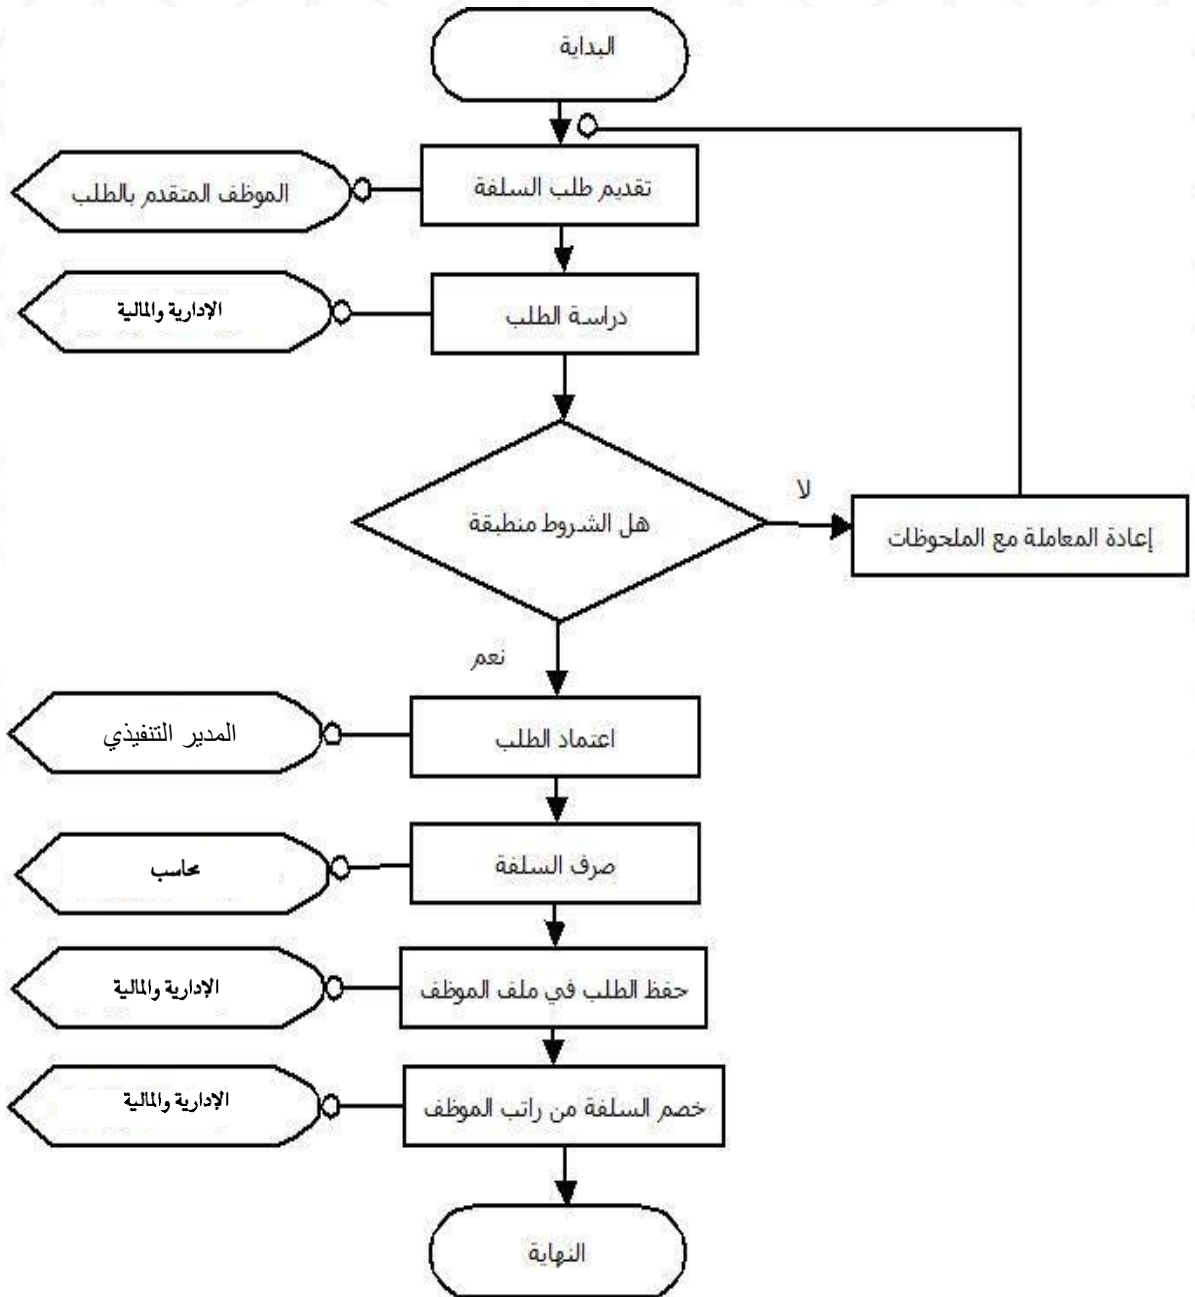 البداية
تقديم طلب السلفة
الموظف المتقدم بالطلب
دراسة الطلب
الإدارية والمالية
هل الشروط منطبقة
لا
إعادة المعاملة مع الملحوظات
نعم
اعتماد الطلب
المدير التنفيذي
صرف السلفة
محاسب
حفظ الطلب في ملف الموظف
الإدارية والمالية
خصم السلفة من راتب الموظف
الإدارية والمالية
النهاية